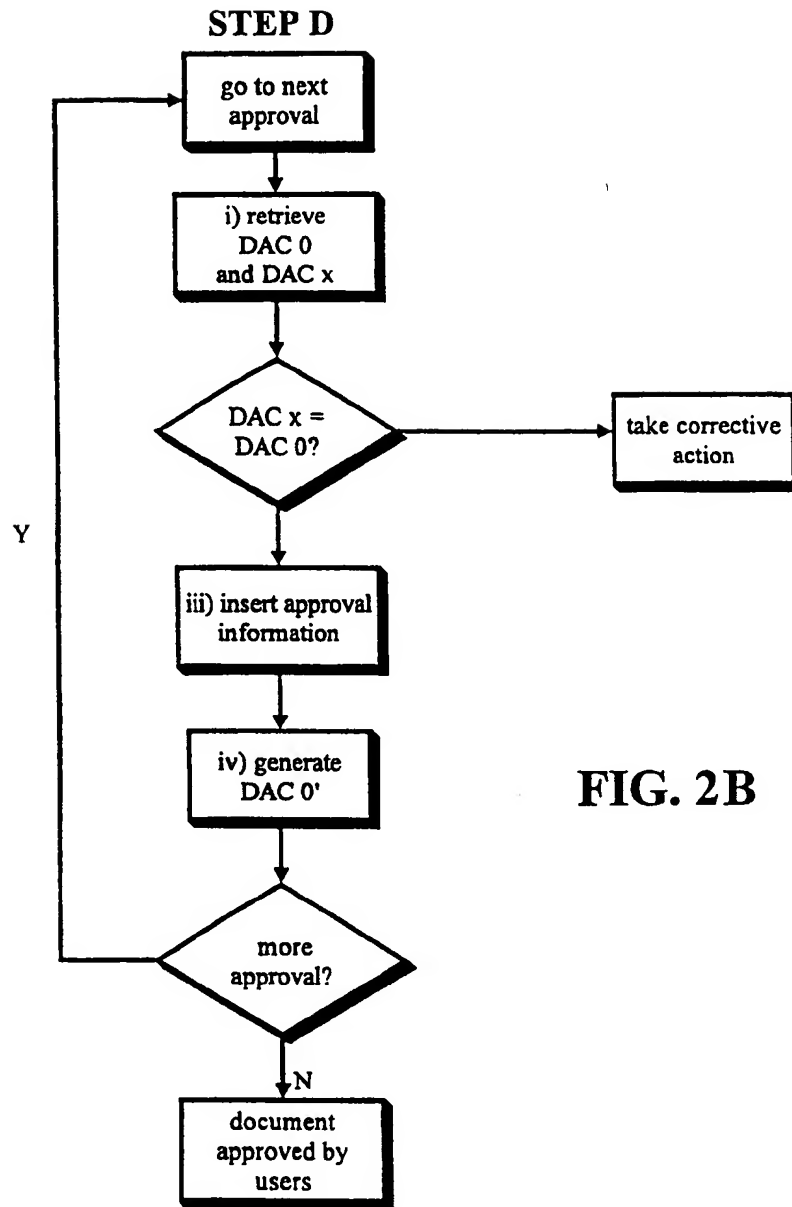 STEP D
go to next
approval
i) retrieve
DAC 0
and DAC x
DAC x =
DAC 0?
take corrective
action
Y
iii) insert approval
information
iv) generate
DAC 0'
FIG. 2B
more
approval?
N
document
approved by
users